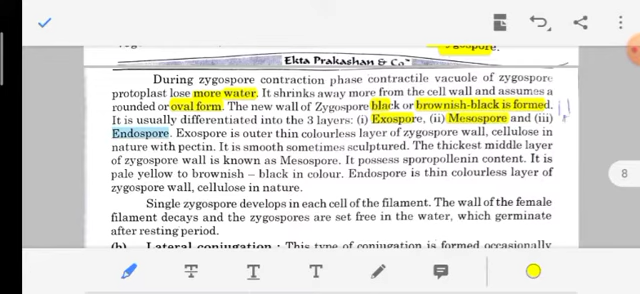 Ekta Prakashan & Co
During zygospore contraction phase contractile vacuole of zygospore
protoplast lose more water. It shrinks away more from the cell wall and assumes a
rounded or oval form. The new wall of Zygospore black or brownish-black is formed.
It is usually differentiated into the 3 layers: (i) Exospore, (ii) Mesospore and (iii)
Endospore. Exospore is outer thin colourless layer of zygospore wall, cellulose in
nature with pectin. It is smooth sometimes sculptured. The thickest middle layer
of zygospore wall is known as Mesospore. It possess sporopollenin content. It is
pale yellow to brownish – black in colour. Endospore is thin colourless layer of
zygospore wall, cellulose in nature.
8
Single zygospore develops in each cell of the filament. The wall of the female
filament decays and the zygospores are set free in the water, which germinate
after resting period.
(b) Lateral conjugation : This type of conjugation is formed occasionally
T T T